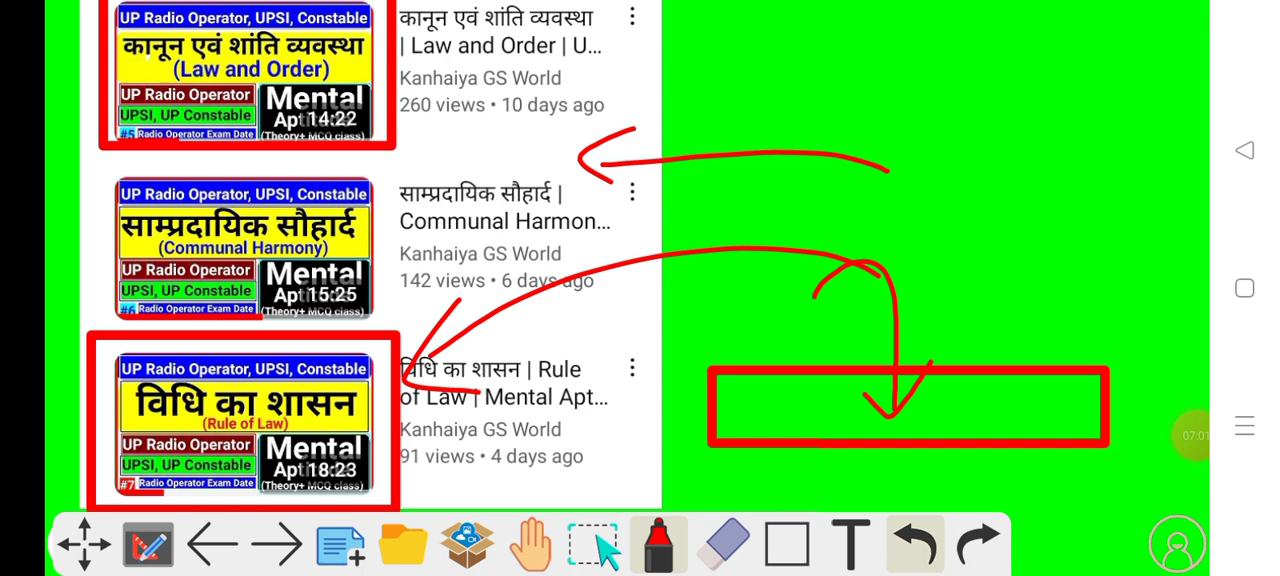 UP Radio Operator, UPSI, Constable
कानून एवं शांति व्यवस्था
(Law and Order)
UP Radio Operator
UPSI, UP Constable
#5 Radio Operator Exam Date
Mental
Apt
14:22
(Theory+ MCQ class)
कानून एवं शांति व्यवस्था
| Law and Order | U...
Kanhaiya GS World
260 views • 10 days ago
UP Radio Operator, UPSI, Constable
साम्प्रदायिक सौहार्द
(Communal Harmony)
UP Radio Operator
UPSI, UP Constable
#6 Radio Operator Exam Date
Mental
Apt
15:25
(Theory+ MCQ class)
साम्प्रदायिक सौहार्द |
Communal Harmon...
Kanhaiya GS World
142 views • 6 days ago
UP Radio Operator, UPSI, Constable
विधि का शासन
(Rule of Law)
UP Radio Operator
UPSI, UP Constable
#7 Radio Operator Exam Date
Mental
Apt
18:23
(Theory+ MCQ class)
विधि का शासन | Rule
of Law | Mental Apt...
Kanhaiya GS World
91 views • 4 days ago
07:01
T